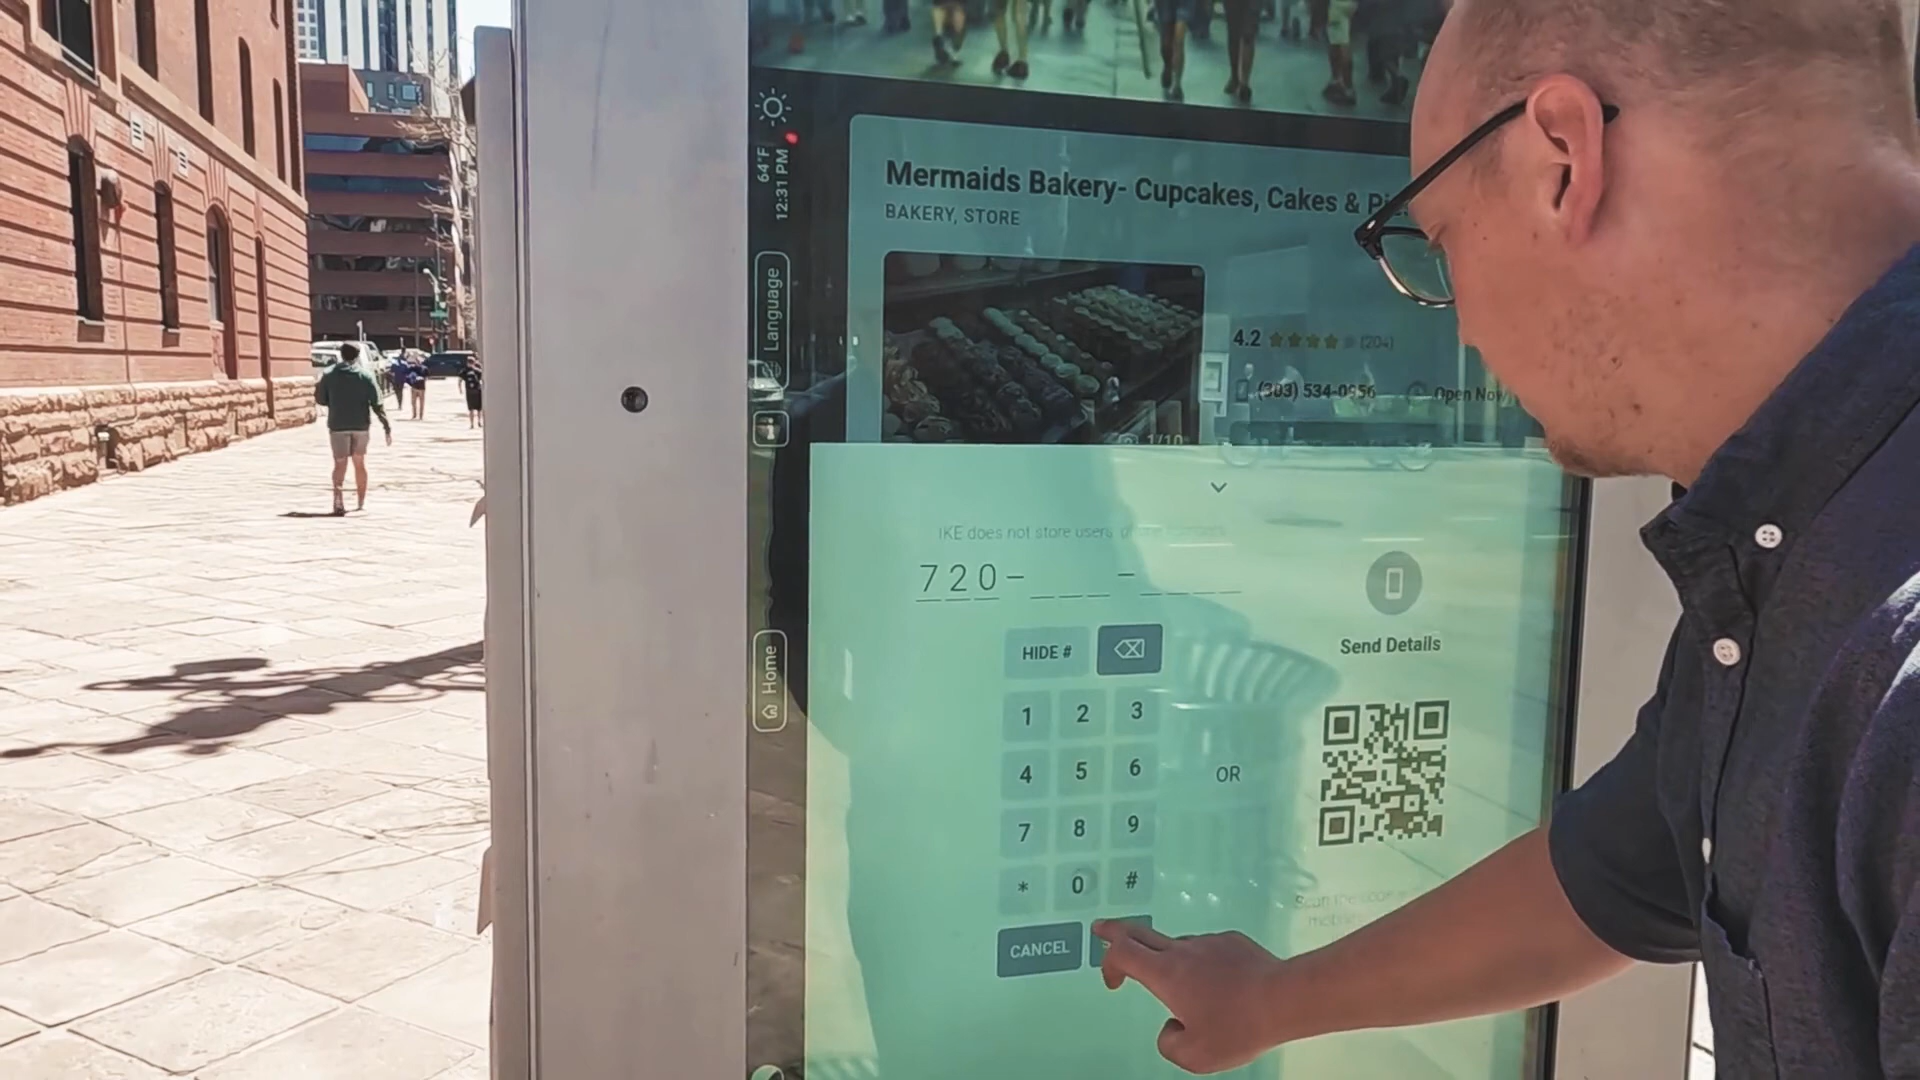 64°F
12:31 PM
Language
Home
Mermaids Bakery- Cupcakes, Cakes &
BAKERY, STORE
4.2 (204)
(303) 534-0956 Open Now
1/10
IKE does not store users'
720- -
HIDE #
1 2 3
4 5 6
7 8 9
* 0 #
CANCEL
OR
Send Details
Scan the